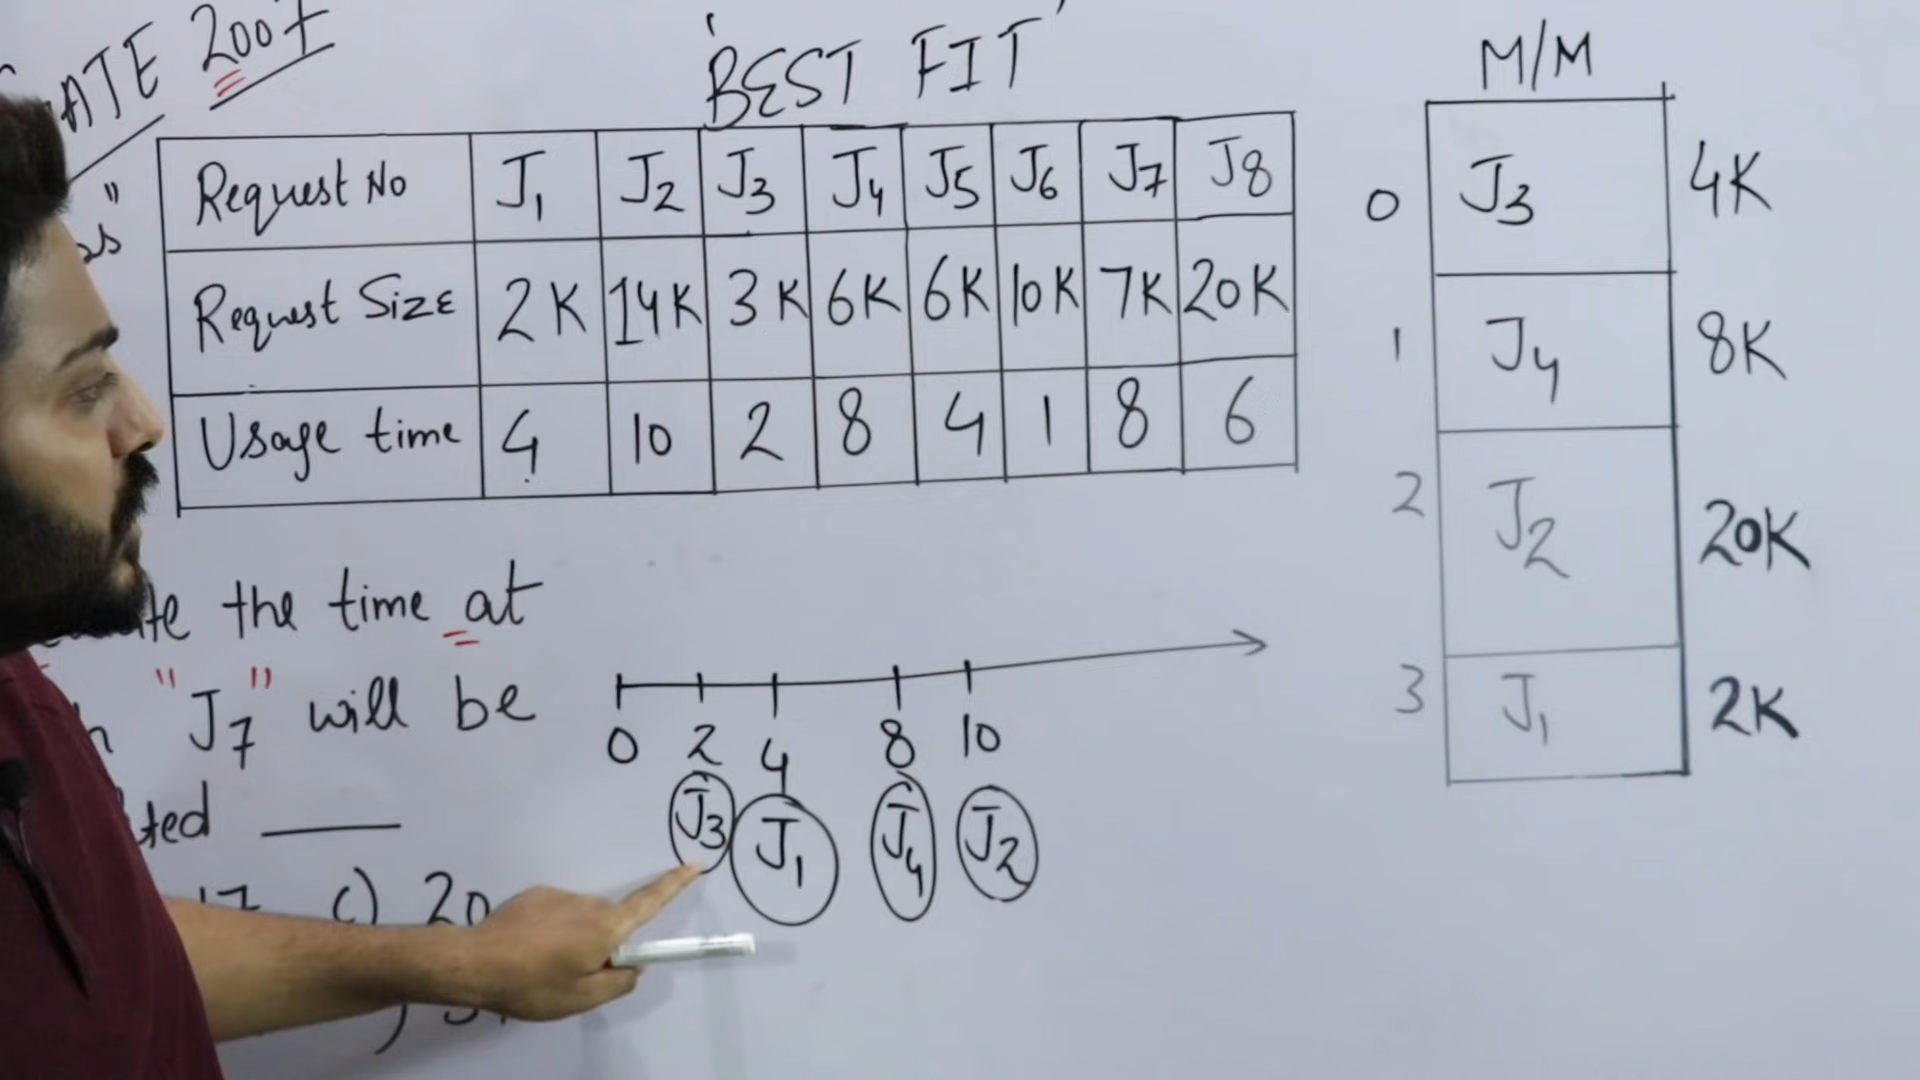 GATE 2007
BEST FIT
M/M
Request No J1 J2 J3 J4 J5 J6 J7 J8
Request Size 2K 14K 3K 6K 6K 10K 7K 20K
Usage time 4 10 2 8 4 1 8 6
0 J3 4K
1 J4 8K
2 J2 20K
3 J1 2K
the time at
"J7" will be
0 2 4 8 10
J3 J1 J4 J2
c) 20